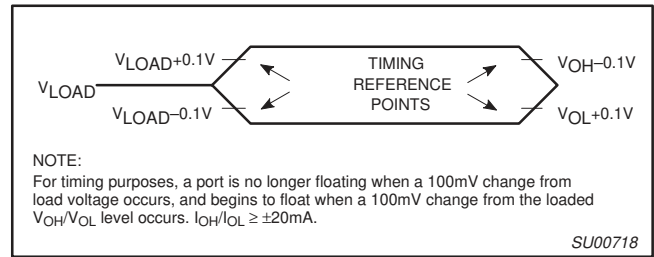 VLOAD
VLOAD+0.1V
VLOAD–0.1V
TIMING
REFERENCE
POINTS
VOH–0.1V
VOL+0.1V
NOTE:
For timing purposes, a port is no longer floating when a 100mV change from
load voltage occurs, and begins to float when a 100mV change from the loaded
VOH/VOL level occurs. IOH/IOL ≥ ±20mA.
SU00718